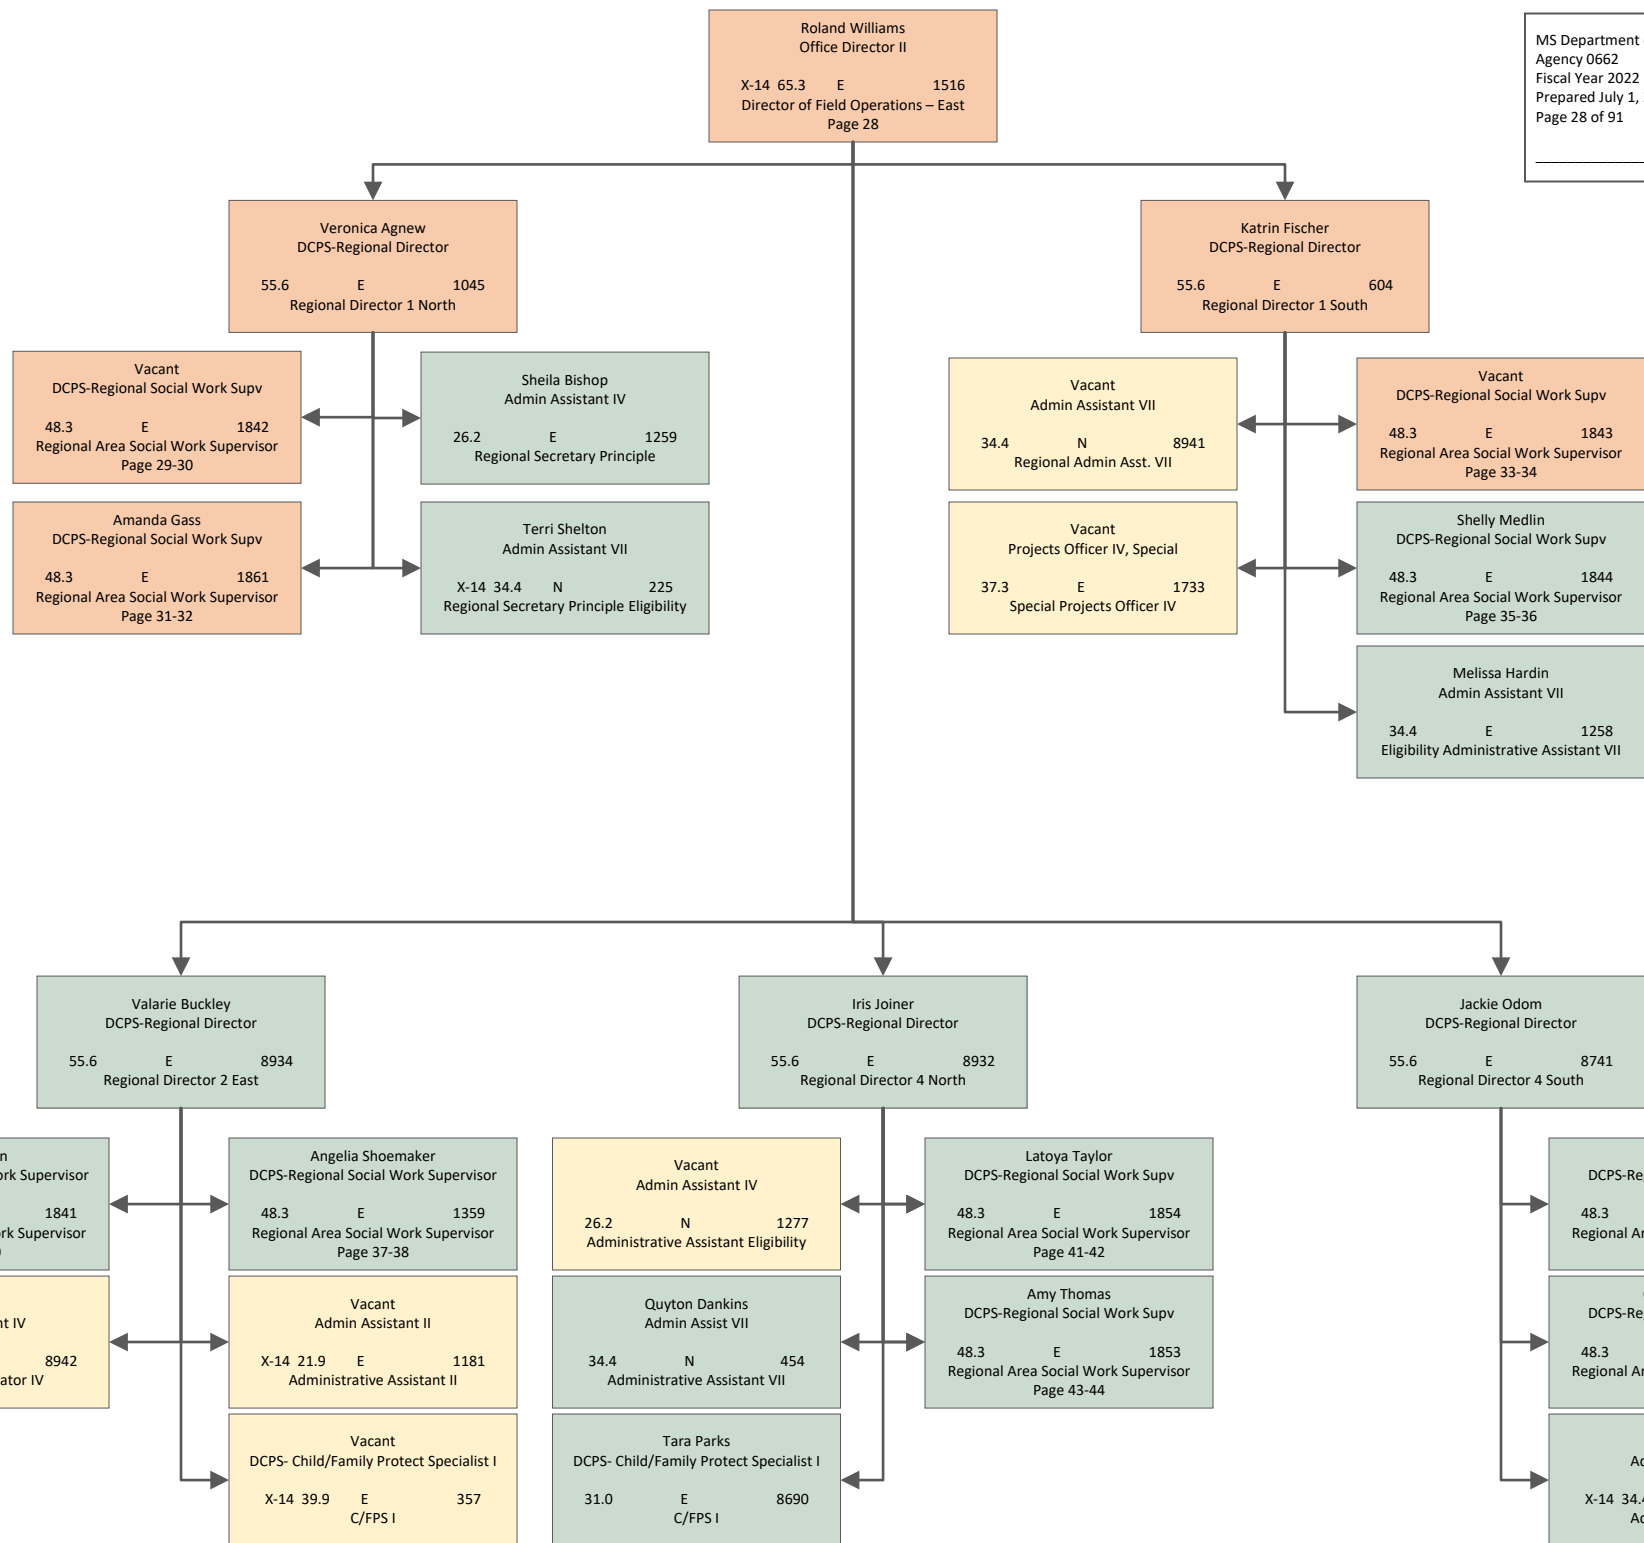 Roland Williams
Office Director II
X-14 65.3 E 1516
Director of Field Operations – East
Page 28
MS Department
Agency 0662
Fiscal Year 2022
Prepared July 1,
Page 28 of 91
Veronica Agnew
DCPS-Regional Director
55.6 E 1045
Regional Director 1 North
Katrin Fischer
DCPS-Regional Director
55.6 E 604
Regional Director 1 South
Vacant
DCPS-Regional Social Work Supv
48.3 E 1842
Regional Area Social Work Supervisor
Page 29-30
Sheila Bishop
Admin Assistant IV
26.2 E 1259
Regional Secretary Principle
Vacant
Admin Assistant VII
34.4 N 8941
Regional Admin Asst. VII
Vacant
DCPS-Regional Social Work Supv
48.3 E 1843
Regional Area Social Work Supervisor
Page 33-34
Amanda Gass
DCPS-Regional Social Work Supv
48.3 E 1861
Regional Area Social Work Supervisor
Page 31-32
Terri Shelton
Admin Assistant VII
X-14 34.4 N 225
Regional Secretary Principle Eligibility
Vacant
Projects Officer IV, Special
37.3 E 1733
Special Projects Officer IV
Shelly Medlin
DCPS-Regional Social Work Supv
48.3 E 1844
Regional Area Social Work Supervisor
Page 35-36
Melissa Hardin
Admin Assistant VII
34.4 E 1258
Eligibility Administrative Assistant VII
Valarie Buckley
DCPS-Regional Director
55.6 E 8934
Regional Director 2 East
Iris Joiner
DCPS-Regional Director
55.6 E 8932
Regional Director 4 North
Jackie Odom
DCPS-Regional Director
55.6 E 8741
Regional Director 4 South
Supervisor
1841
Supervisor
Angelia Shoemaker
DCPS-Regional Social Work Supervisor
48.3 E 1359
Regional Area Social Work Supervisor
Page 37-38
Vacant
Admin Assistant IV
26.2 N 1277
Administrative Assistant Eligibility
Latoya Taylor
DCPS-Regional Social Work Supv
48.3 E 1854
Regional Area Social Work Supervisor
Page 41-42
48.3
Regional
IV
8942
IV
Vacant
Admin Assistant II
X-14 21.9 E 1181
Administrative Assistant II
Quyton Dankins
Admin Assist VII
34.4 N 454
Administrative Assistant VII
Amy Thomas
DCPS-Regional Social Work Supv
48.3 E 1853
Regional Area Social Work Supervisor
Page 43-44
48.3
Regional
Vacant
DCPS- Child/Family Protect Specialist I
X-14 39.9 E 357
C/FPS I
Tara Parks
DCPS- Child/Family Protect Specialist I
31.0 E 8690
C/FPS I
X-14 34.4